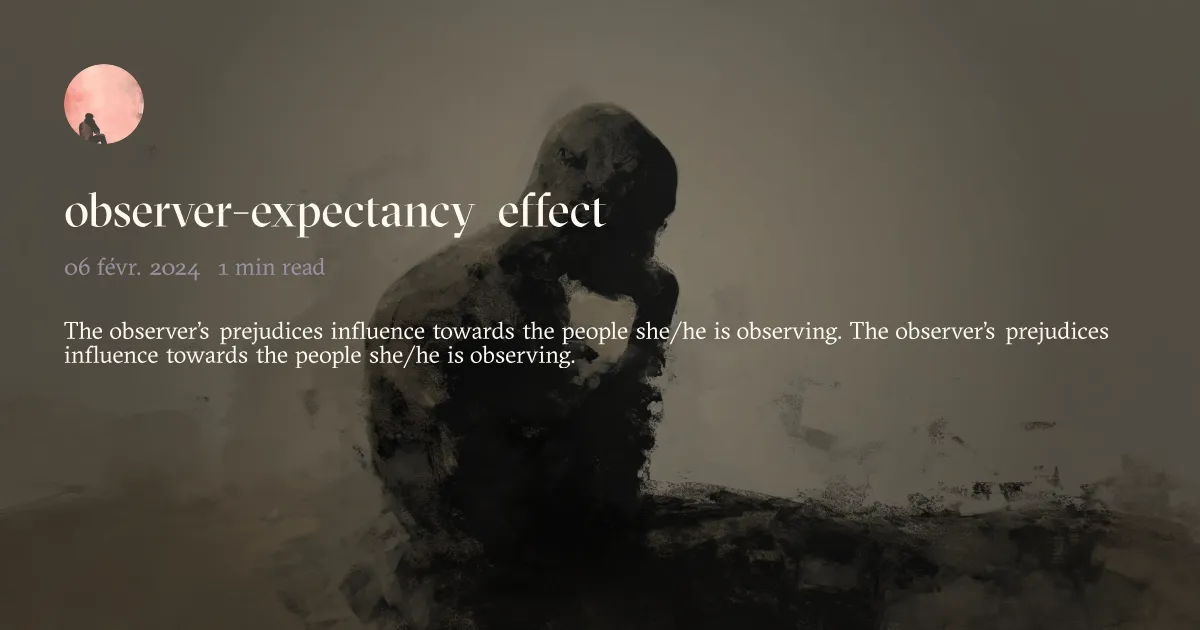 observer-expectancy effect
06 févr. 2024 1 min read
The observer's prejudices influence towards the people she/he is observing. The observer's prejudices
influence towards the people she/he is observing.